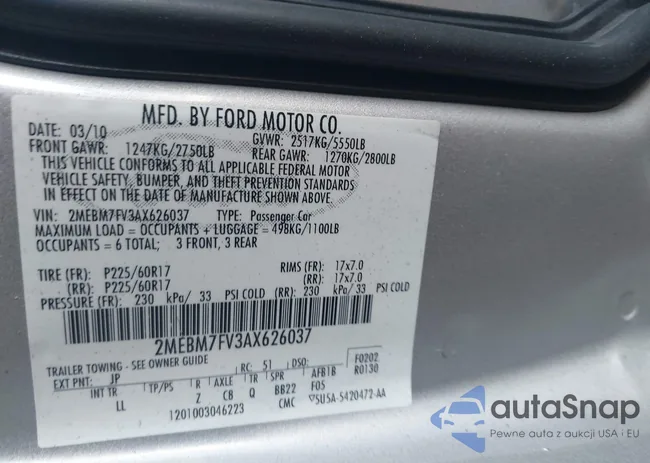 MFD. BY FORD MOTOR CO.
DATE: 03/10 GVWR: 2517KG/5550LB
FRONT GAWR: 1247KG/2750LB REAR GAWR: 1270KG/2800LB
THIS VEHICLE CONFORMS TO ALL APPLICABLE FEDERAL MOTOR
VEHICLE SAFETY, BUMPER, AND THEFT PREVENTION STANDARDS
IN EFFECT ON THE DATE OF MANUFACTURE SHOWN ABOVE.
VIN: 2MEBM7FV3AX626037 TYPE: Passenger Car
MAXIMUM LOAD = OCCUPANTS + LUGGAGE = 498KG/1100LB
OCCUPANTS = 6 TOTAL; 3 FRONT, 3 REAR
TIRE (FR): P225/60R17 RIMS (FR): 17x7.0
(RR): P225/60R17 (RR): 17x7.0
PRESSURE (FR): 230 kPa/ 33 PSI COLD (RR): 230 kPa/ 33 PSI COLD
2MEBM7FV3AX626037
TRAILER TOWING - SEE OWNER GUIDE F0202
EXT PNT: JP RC: 51 DSO: R0130
INT TR TP/PS R AXLE TR SPR AFB1B
LL Z C8 Q BB22 F05
1201003046223 CMC ▽5U5A-5420472-AA
autaSnap
Pewne auta z aukcji USA i EU